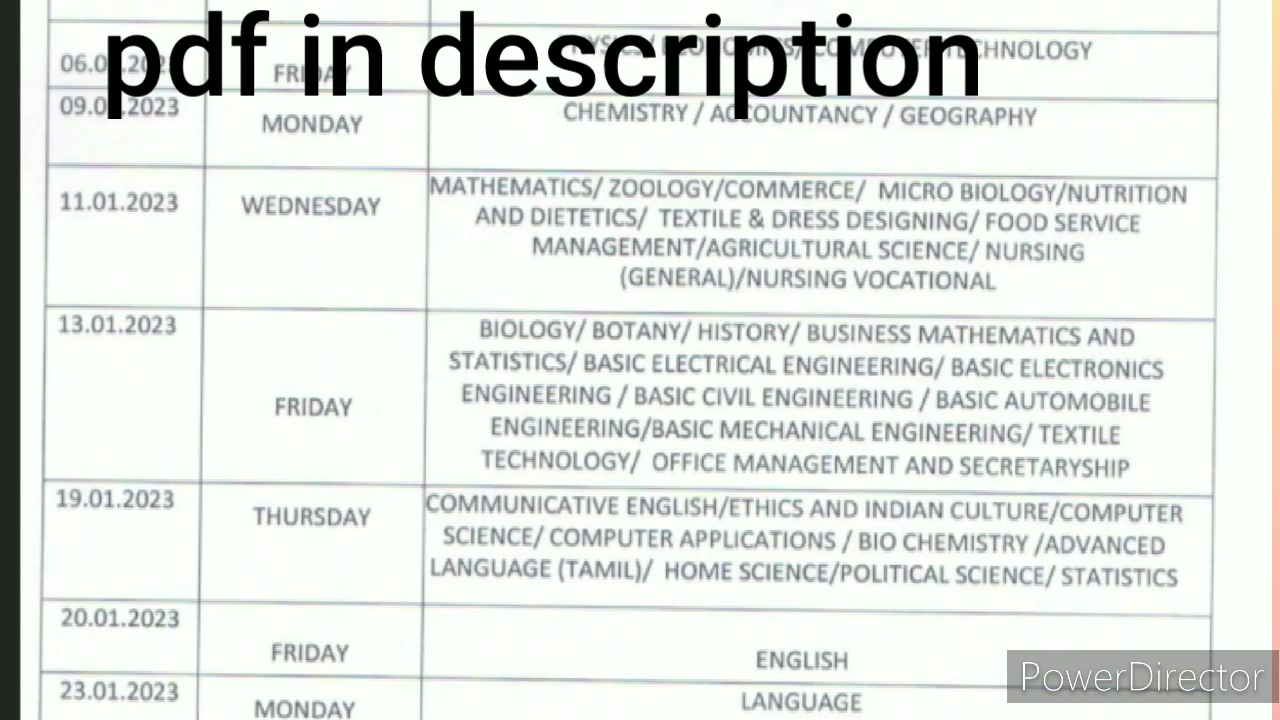 pdf in description
TECHNOLOGY
FRIDAY
09.01.2023
MONDAY
CHEMISTRY / ACCOUNTANCY / GEOGRAPHY
11.01.2023
WEDNESDAY
MATHEMATICS/ ZOOLOGY/COMMERCE/ MICRO BIOLOGY/NUTRITION
AND DIETETICS/ TEXTILE & DRESS DESIGNING/ FOOD SERVICE
MANAGEMENT/AGRICULTURAL SCIENCE/ NURSING
(GENERAL)/NURSING VOCATIONAL
13.01.2023
FRIDAY
BIOLOGY/ BOTANY/ HISTORY/ BUSINESS MATHEMATICS AND
STATISTICS/ BASIC ELECTRICAL ENGINEERING/ BASIC ELECTRONICS
ENGINEERING / BASIC CIVIL ENGINEERING / BASIC AUTOMOBILE
ENGINEERING/BASIC MECHANICAL ENGINEERING/ TEXTILE
TECHNOLOGY/ OFFICE MANAGEMENT AND SECRETARYSHIP
19.01.2023
THURSDAY
COMMUNICATIVE ENGLISH/ETHICS AND INDIAN CULTURE/COMPUTER
SCIENCE/ COMPUTER APPLICATIONS / BIO CHEMISTRY /ADVANCED
LANGUAGE (TAMIL)/ HOME SCIENCE/POLITICAL SCIENCE/ STATISTICS
20.01.2023
FRIDAY
ENGLISH
23.01.2023
MONDAY
LANGUAGE
PowerDirector